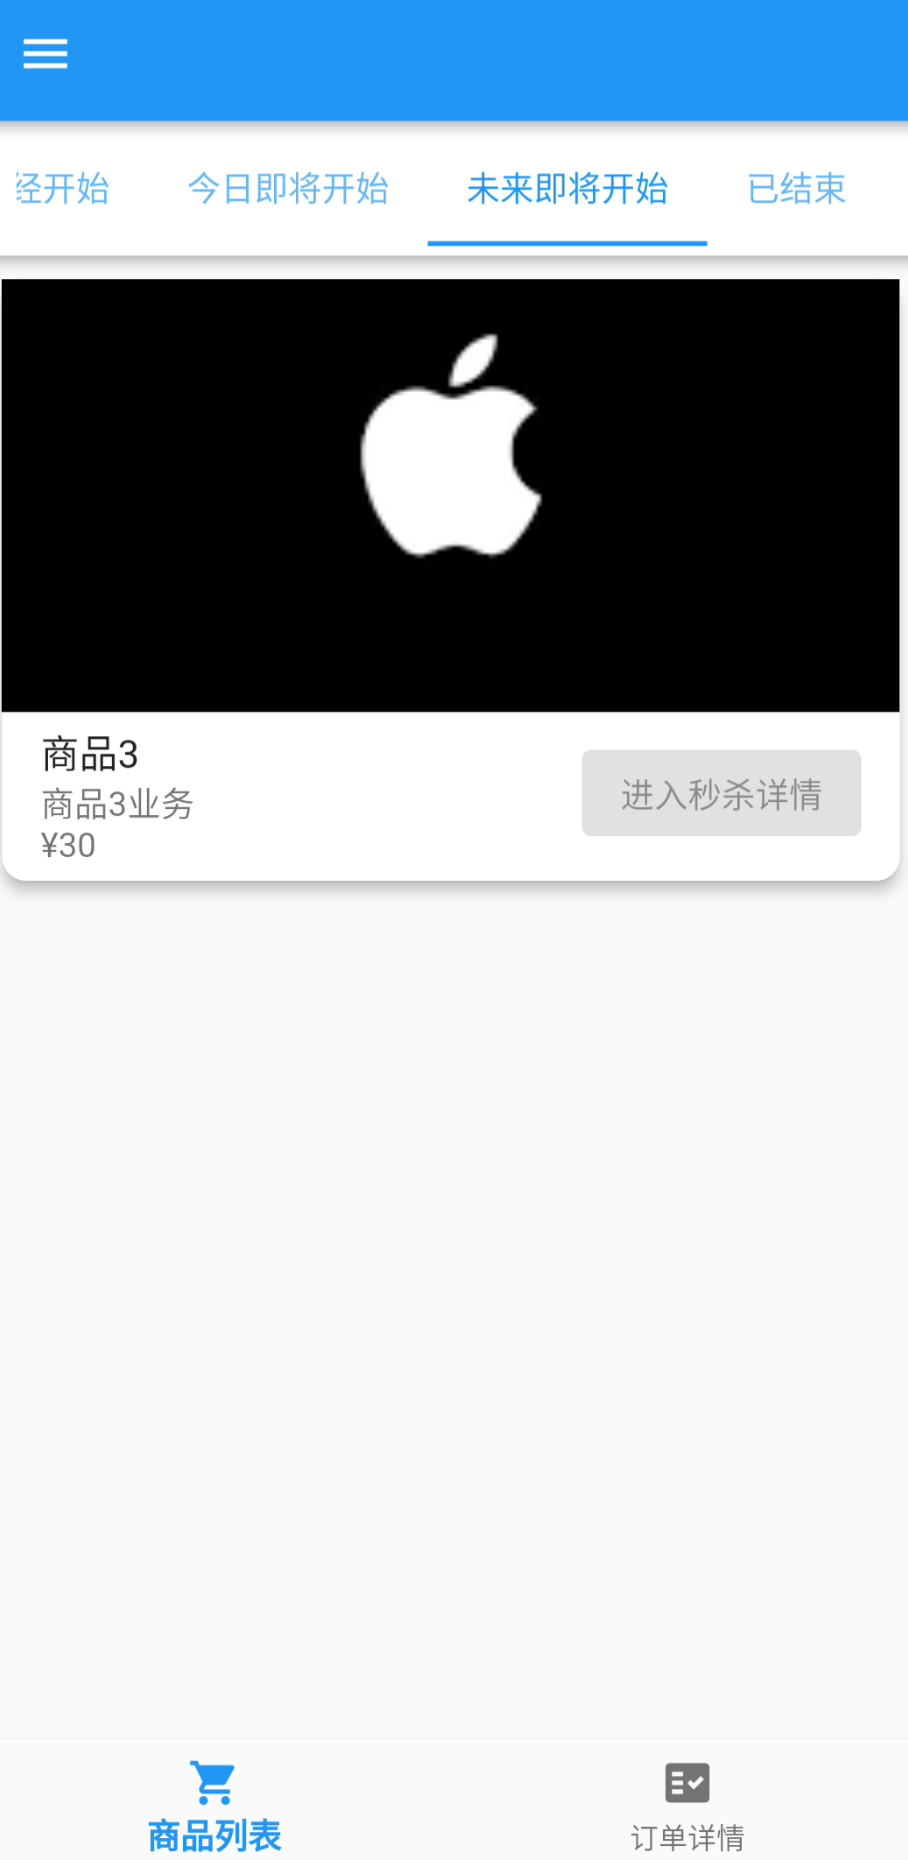 经开始 今日即将开始 未来即将开始 已结束
商品3
商品3业务
¥30
进入秒杀详情
商品列表 订单详情